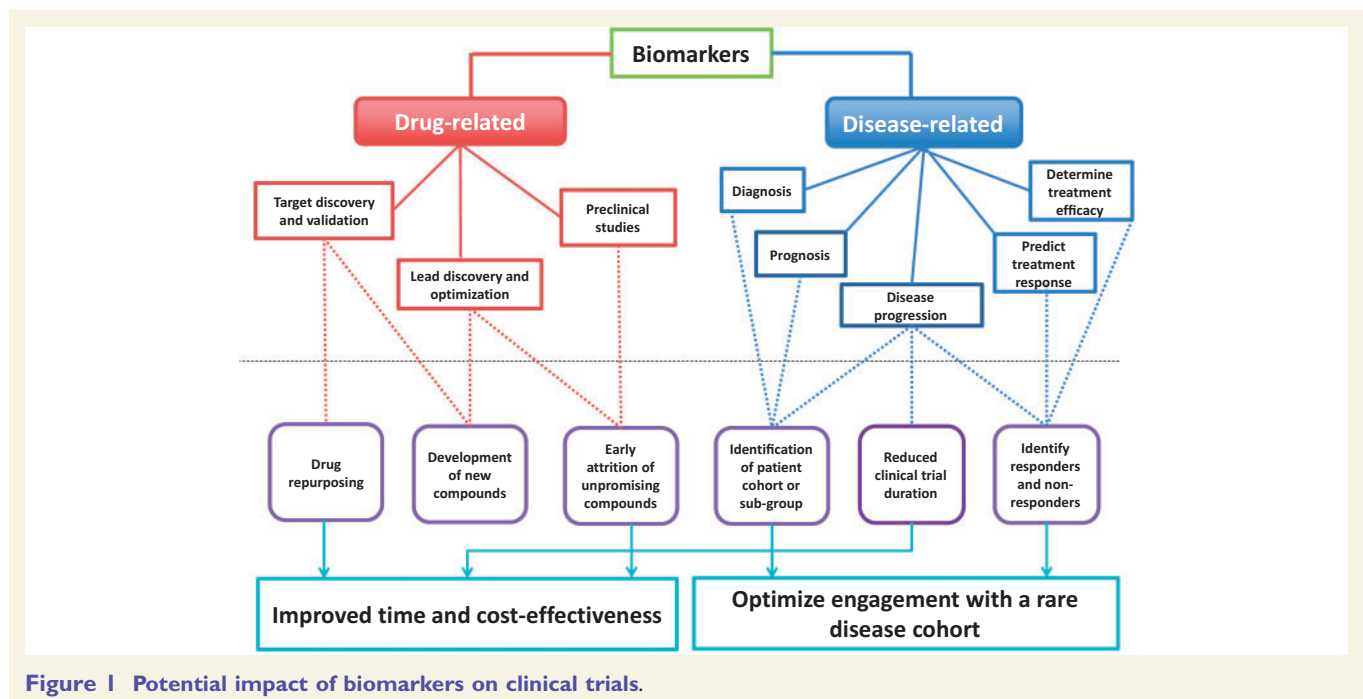 Biomarkers
Drug-related
Disease-related
Target discovery
and validation
Lead discovery and
optimization
Preclinical
studies
Diagnosis
Prognosis
Disease
progression
Predict
treatment
response
Determine
treatment
efficacy
Drug
repurposing
Development
of new
compounds
Early
attrition of
unpromising
compounds
Identification
of patient
cohort or
sub-group
Reduced
clinical trial
duration
Identify
responders
and non-
responders
Improved time and cost-effectiveness
Optimize engagement with a rare
disease cohort
Figure 1 Potential impact of biomarkers on clinical trials.